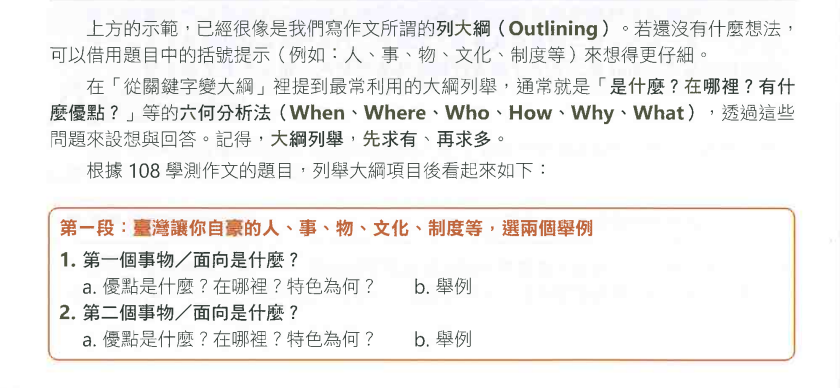 上方的示範，已經很像是我們寫作文所謂的列大綱（Outlining）。若還沒有什麼想法，
可以借用題目中的括號提示（例如：人、事、物、文化、制度等）來想得更仔細。
在「從關鍵字變大綱」裡提到最常利用的大綱列舉，通常就是「是什麼？在哪裡？有什
麼優點？」等的六何分析法（When、Where、Who、How、Why、What），透過這些
問題來設想與回答。記得，大綱列舉，先求有、再求多。
根據 108 學測作文的題目，列舉大綱項目後看起來如下：
第一段：臺灣讓你自豪的人、事、物、文化、制度等，選兩個舉例
1. 第一個事物／面向是什麼？
a. 優點是什麼？在哪裡？特色為何？ b. 舉例
2. 第二個事物／面向是什麼？
a. 優點是什麼？在哪裡？特色為何？ b. 舉例